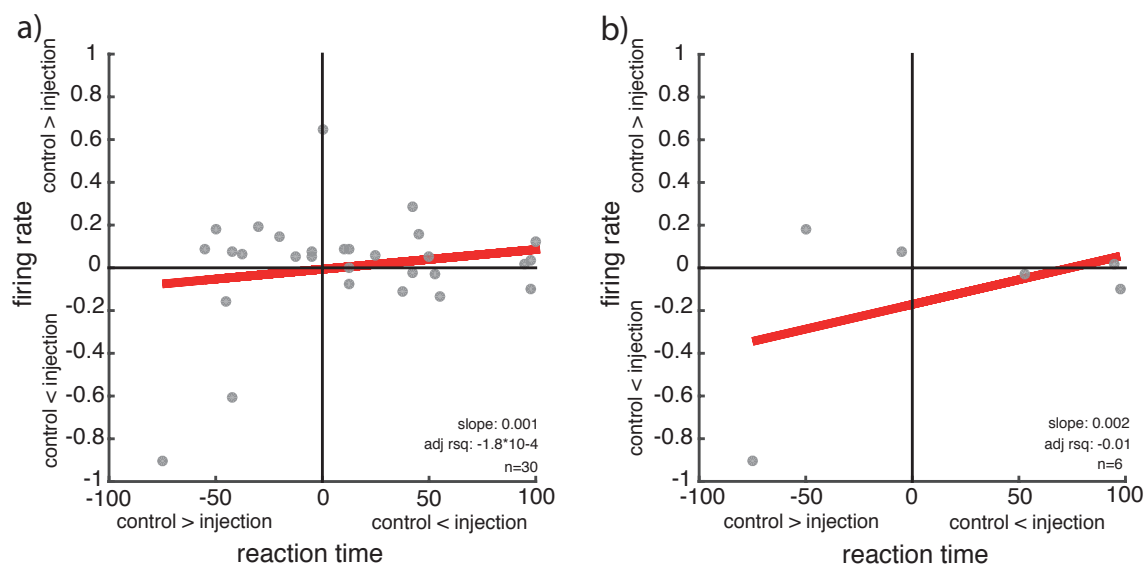 a)
control > injection
firing rate
control < injection
1
0.8
0.6
0.4
0.2
0
-0.2
-0.4
-0.6
-0.8
-1
slope: 0.001
adj rsq: -1.8*10-4
n=30
-100 -50 0 50 100
control > injection control < injection
reaction time
b)
control > injection
firing rate
control < injection
1
0.8
0.6
0.4
0.2
0
-0.2
-0.4
-0.6
-0.8
-1
slope: 0.002
adj rsq: -0.01
n=6
-100 -50 0 50 100
control > injection control < injection
reaction time